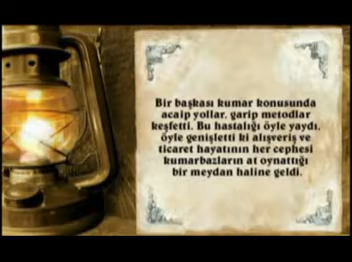 Bir başkası kumar konusunda
acaip yollar, garip metodlar
keşfetti. Bu hastalığı öyle yaydı,
öyle genişletti ki alışveriş ve
ticaret hayatının her cephesi
kumarbazların at oynattığı
bir meydan haline geldi.